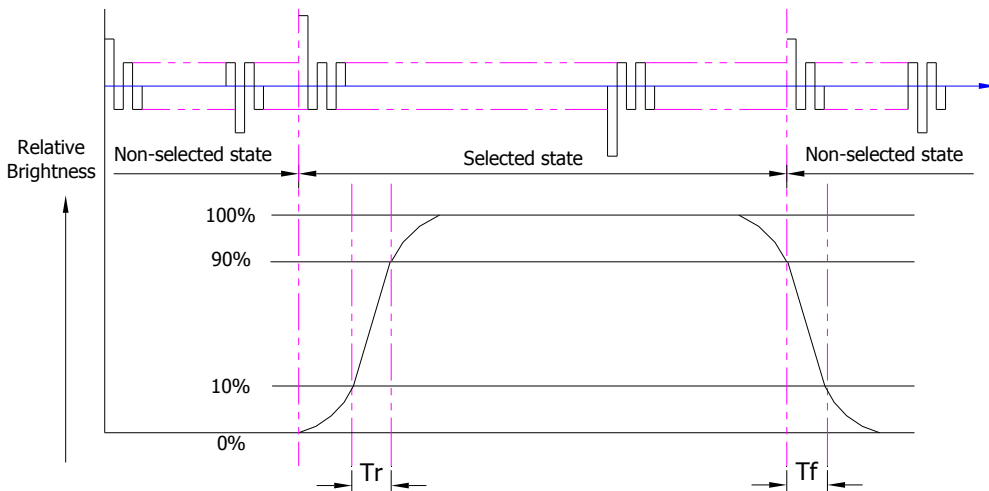 Relative
Brightness
Non-selected state
Selected state
Non-selected state
100%
90%
10%
0%
Tr
Tf